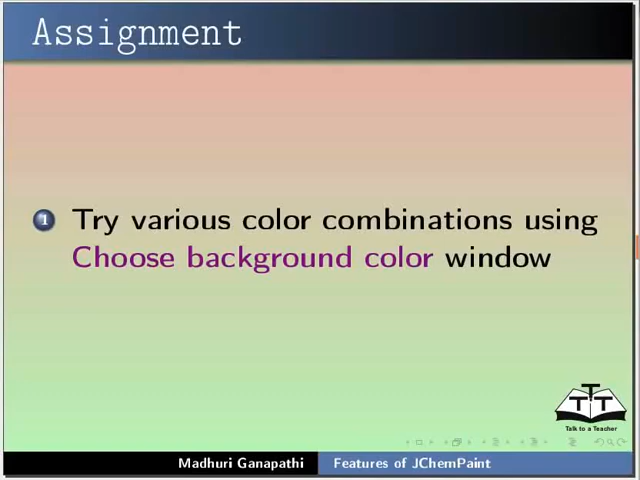 Assignment
1 Try various color combinations using
Choose background color window
TTT
Talk to a Teacher
Madhuri Ganapathi Features of JChemPaint